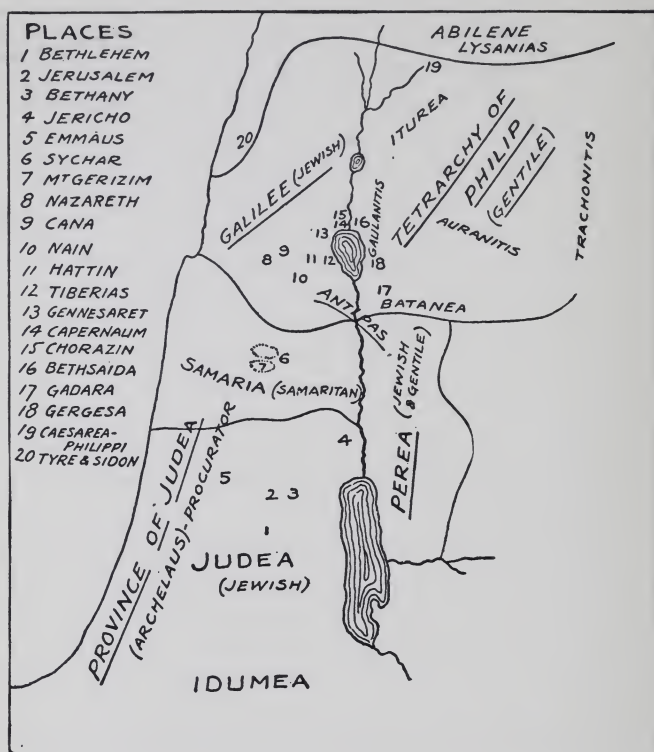 PLACES
1 BETHLEHEM
2 JERUSALEM
3 BETHANY
4 JERICHO
5 EMMAUS
6 SYCHAR
7 MT GERIZIM
8 NAZARETH
9 CANA
10 NAIN
11 HATTIN
12 TIBERIAS
13 GENNESARET
14 CAPERNAUM
15 CHORAZIN
16 BETHSAIDA
17 GADARA
18 GERGESA
19 CAESAREA-
PHILIPPI
20 TYRE & SIDON
ABILENE
LYSANIAS
19
20
ITUREA
TETRARCHY OF
PHILIP
(GENTILE)
TRACHONITIS
AURANITIS
GALILEE (JEWISH)
GAULANITIS
15
14 16
13
8 9 11 12 18
10
17
BATANEA
ANTIPAS
6
7
SAMARIA (SAMARITAN)
PEREA (JEWISH
& GENTILE)
4
5
2 3
1
PROVINCE OF JUDEA
(ARCHELAUS)-PROCURATOR
JUDEA
(JEWISH)
IDUMEA